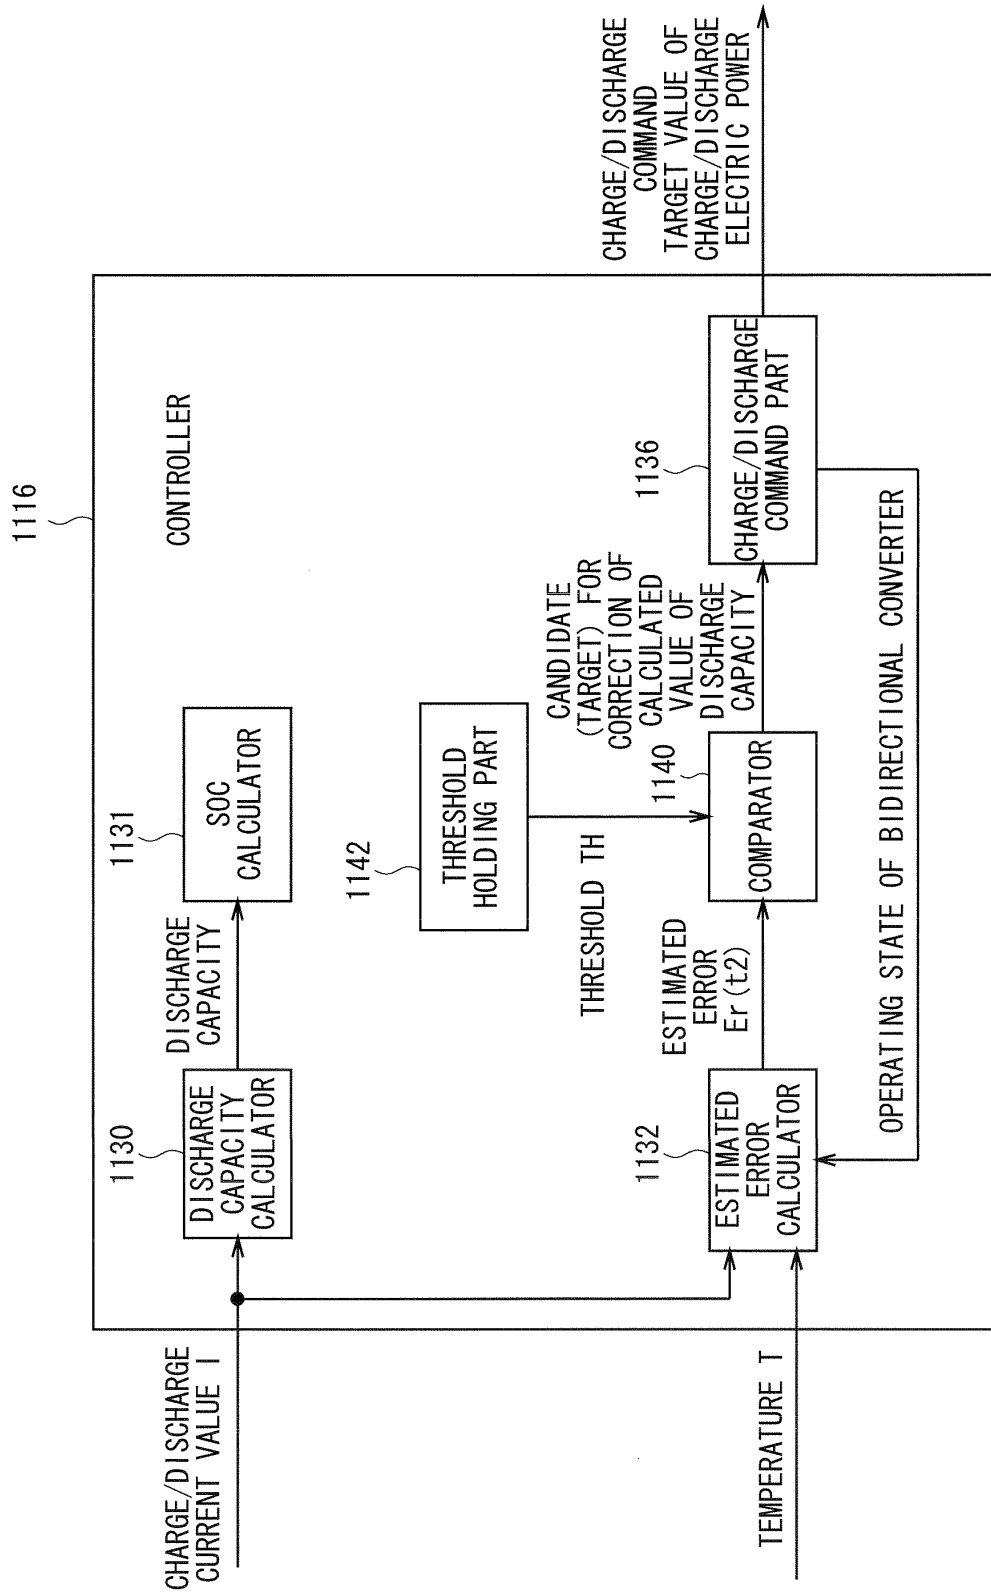 1116
CONTROLLER
CHARGE/DISCHARGE
CURRENT VALUE I
1130
DISCHARGE
CAPACITY
CALCULATOR
DISCHARGE
CAPACITY
1131
SOC
CALCULATOR
1142
THRESHOLD
HOLDING PART
THRESHOLD TH
TEMPERATURE T
1132
ESTIMATED
ERROR
CALCULATOR
ESTIMATED
ERROR
Er(t2)
1140
COMPARATOR
CANDIDATE
(TARGET) FOR
CORRECTION OF
CALCULATED
VALUE OF
DISCHARGE
CAPACITY
1136
CHARGE/DISCHARGE
COMMAND PART
CHARGE/DISCHARGE
COMMAND
TARGET VALUE OF
CHARGE/DISCHARGE
ELECTRIC POWER
OPERATING STATE OF BIDIRECTIONAL CONVERTER